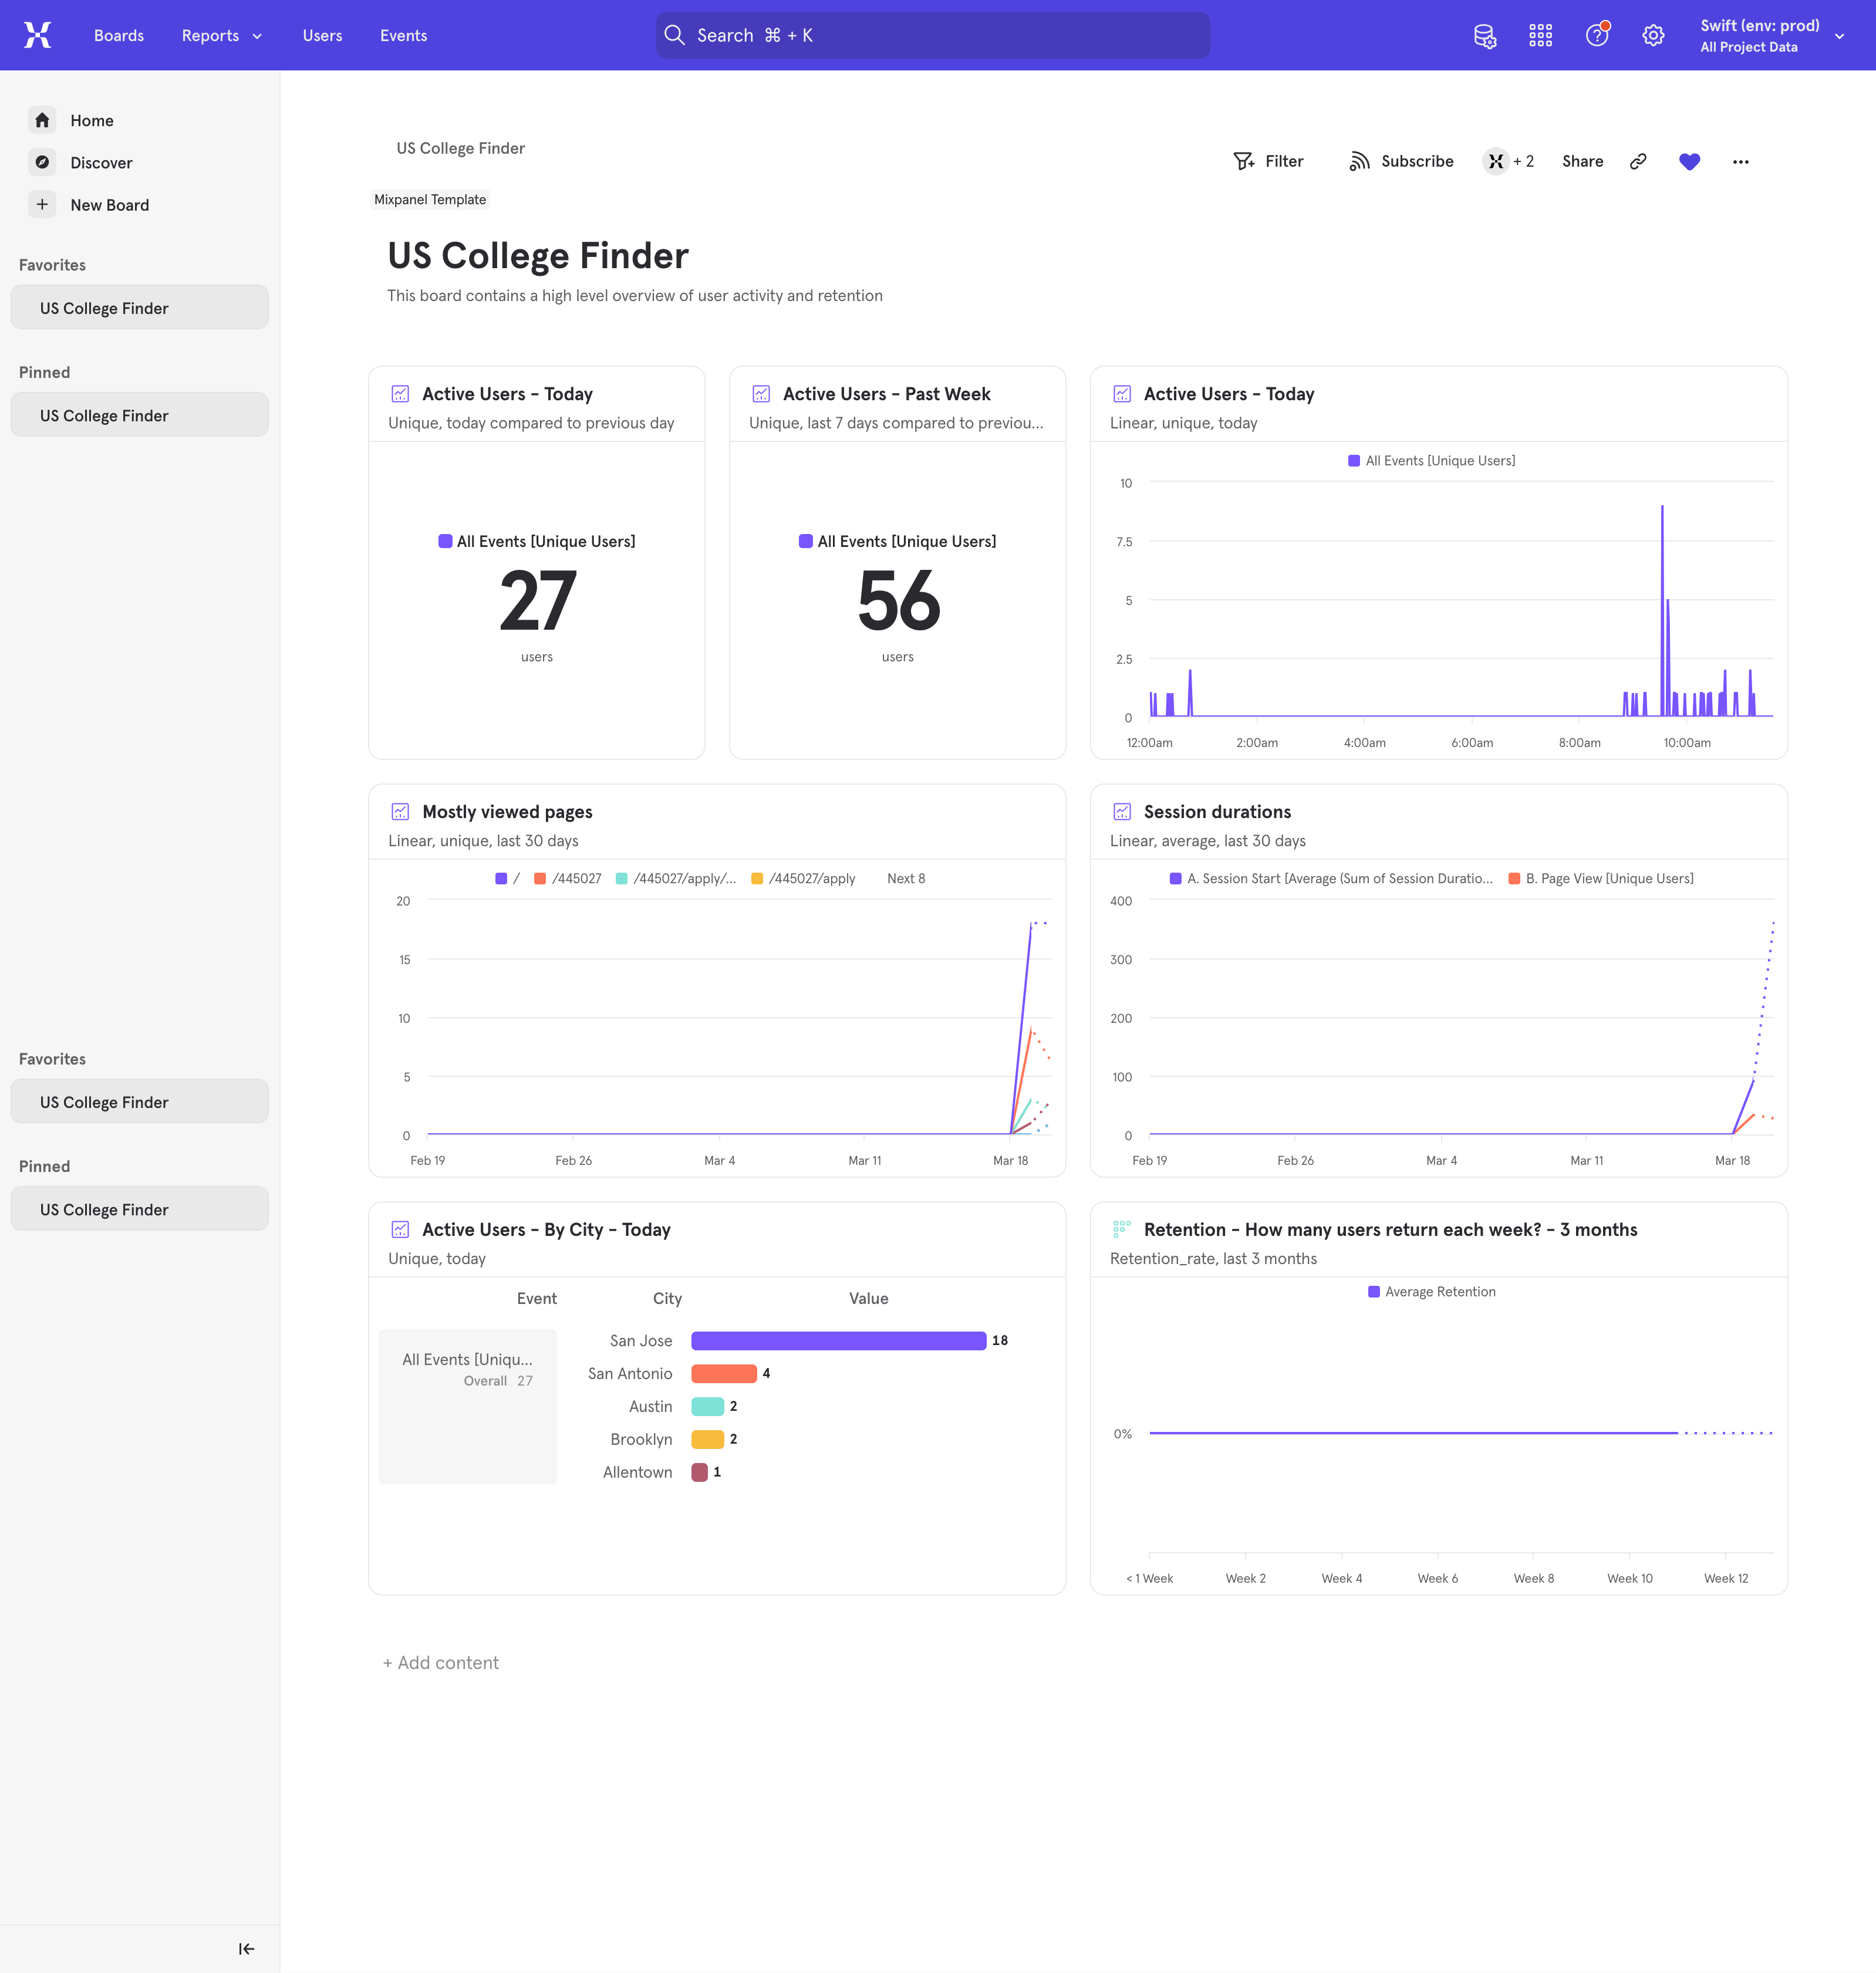 Boards Reports Users Events
Search ⌘ + K
Swift (env: prod)
All Project Data
Home
Discover
New Board
Favorites
US College Finder
Pinned
US College Finder
Favorites
US College Finder
Pinned
US College Finder
US College Finder
Filter Subscribe + 2 Share
Mixpanel Template
US College Finder
This board contains a high level overview of user activity and retention
Active Users - Today
Unique, today compared to previous day
All Events [Unique Users]
27
users
Active Users - Past Week
Unique, last 7 days compared to previou...
All Events [Unique Users]
56
users
Active Users - Today
Linear, unique, today
All Events [Unique Users]
10
7.5
5
2.5
0
12:00am 2:00am 4:00am 6:00am 8:00am 10:00am
Mostly viewed pages
Linear, unique, last 30 days
/ /445027 /445027/apply/... /445027/apply Next 8
20
15
10
5
0
Feb 19 Feb 26 Mar 4 Mar 11 Mar 18
Session durations
Linear, average, last 30 days
A. Session Start [Average (Sum of Session Duratio... B. Page View [Unique Users]
400
300
200
100
0
Feb 19 Feb 26 Mar 4 Mar 11 Mar 18
Active Users - By City - Today
Unique, today
Event City Value
All Events [Uniqu...
Overall 27
San Jose 18
San Antonio 4
Austin 2
Brooklyn 2
Allentown 1
Retention - How many users return each week? - 3 months
Retention_rate, last 3 months
Average Retention
0%
< 1 Week Week 2 Week 4 Week 6 Week 8 Week 10 Week 12
+ Add content